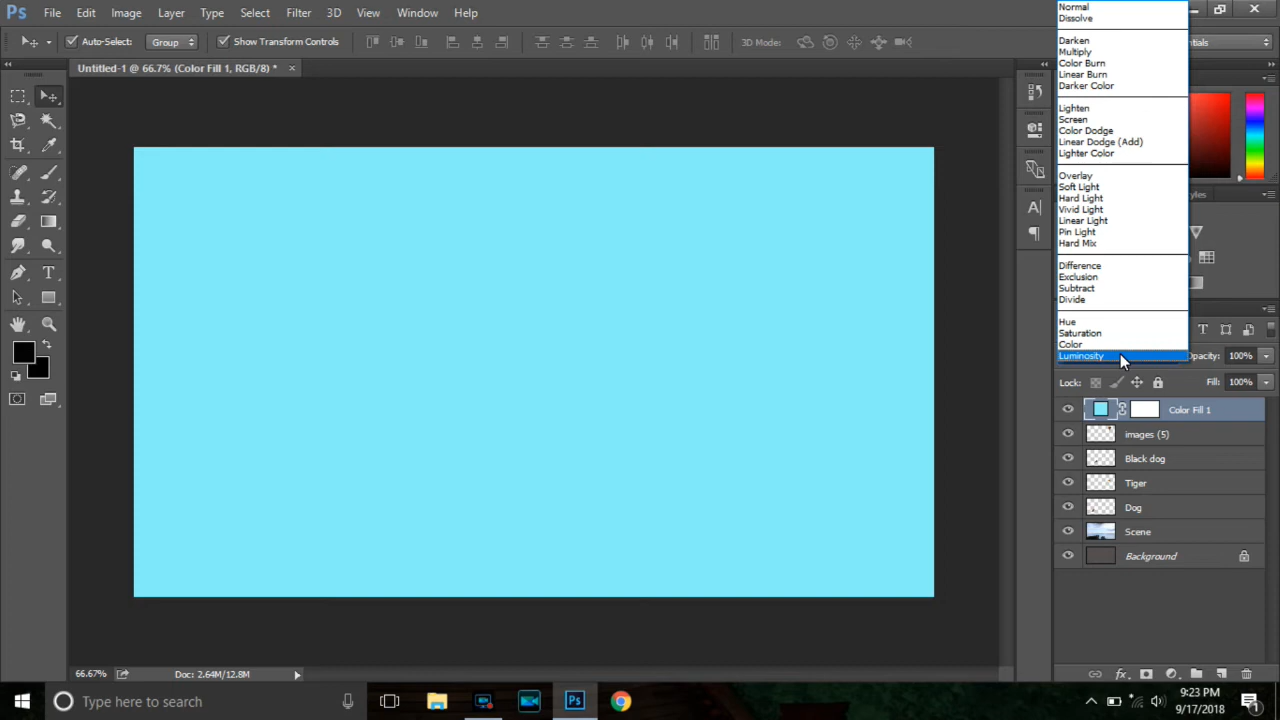 Ps File Edit Image Layer Type Select Filter 3D View Window Help
Auto-Select: Group Show Transform Controls 3D Mode:
Untitled-1 @ 66.7% (Color Fill 1, RGB/8) *
Normal
Dissolve
Darken
Multiply
Color Burn
Linear Burn
Darker Color
Lighten
Screen
Color Dodge
Linear Dodge (Add)
Lighter Color
Overlay
Soft Light
Hard Light
Vivid Light
Linear Light
Pin Light
Hard Mix
Difference
Exclusion
Subtract
Divide
Hue
Saturation
Color
Luminosity
Opacity: 100%
Lock: Fill: 100%
Color Fill 1
images (5)
Black dog
Tiger
Dog
Scene
Background
66.67% Doc: 2.64M/12.8M
Type here to search
Ps
9:23 PM
9/17/2018